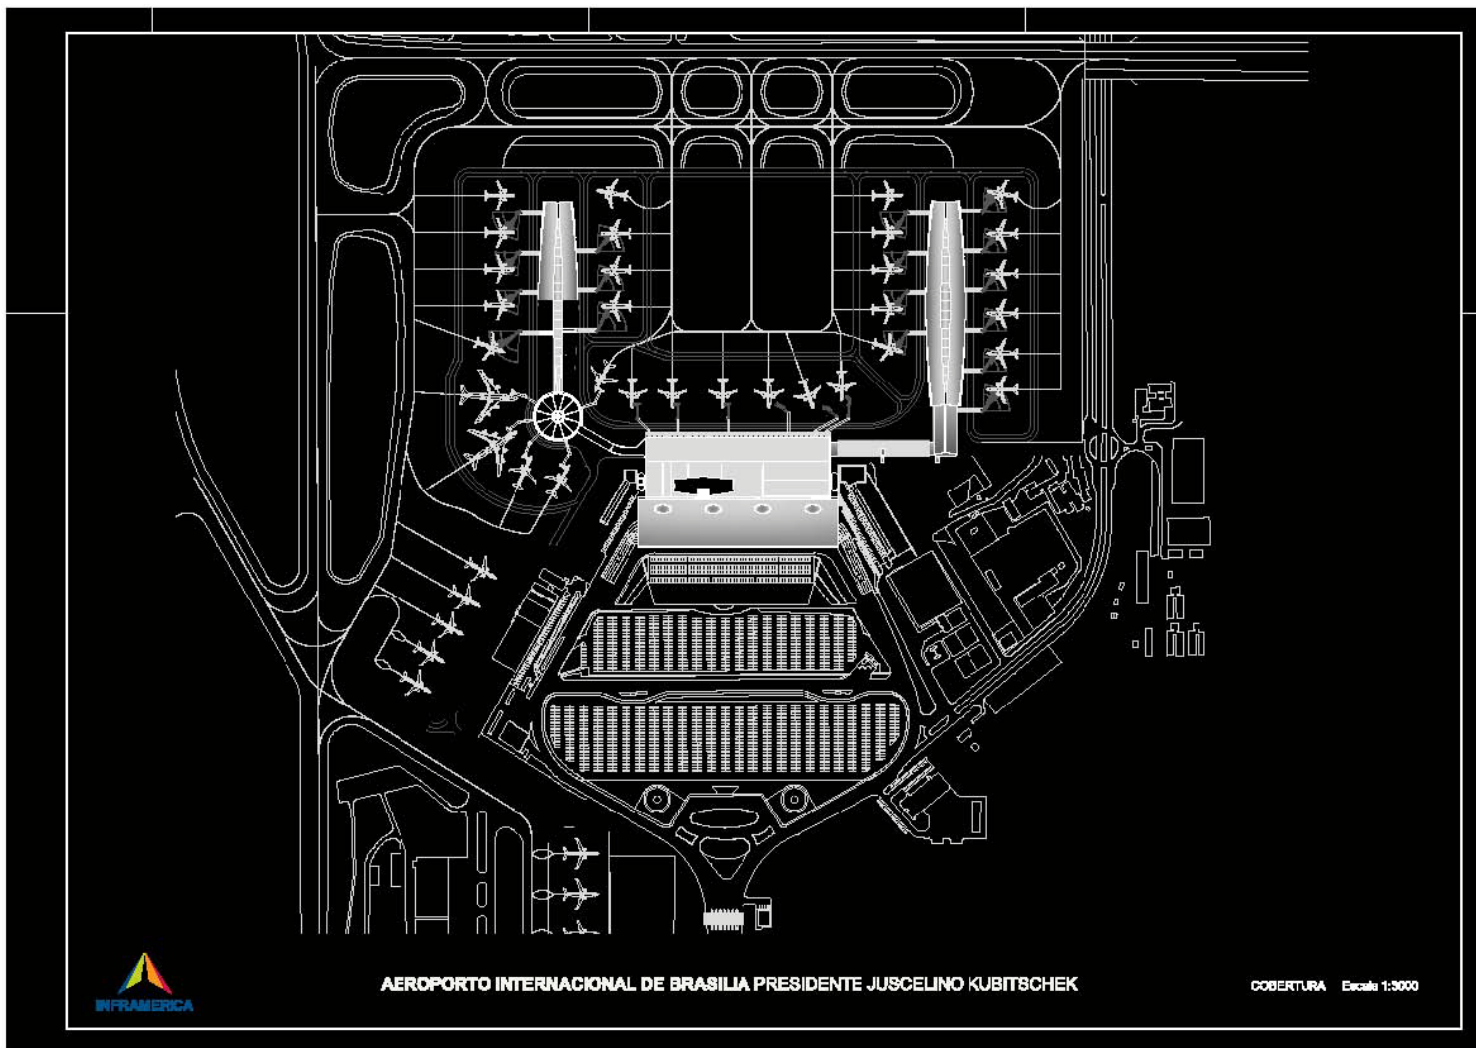 AEROPORTO INTERNACIONAL DE BRASILIA PRESIDENTE JUSCELINO KUBITSCHEK
COBERTURA Escala 1:3000
INFRAMERICA